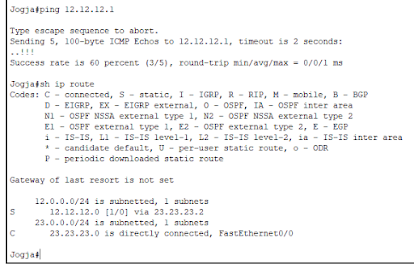 Jogja#ping 12.12.12.1
Type escape sequence to abort.
Sending 5, 100-byte ICMP Echos to 12.12.12.1, timeout is 2 seconds:
..!!!
Success rate is 60 percent (3/5), round-trip min/avg/max = 0/0/1 ms
Jogja#sh ip route
Codes: C - connected, S - static, I - IGRP, R - RIP, M - mobile, B - BGP
D - EIGRP, EX - EIGRP external, O - OSPF, IA - OSPF inter area
N1 - OSPF NSSA external type 1, N2 - OSPF NSSA external type 2
E1 - OSPF external type 1, E2 - OSPF external type 2, E - EGP
i - IS-IS, L1 - IS-IS level-1, L2 - IS-IS level-2, ia - IS-IS inter area
* - candidate default, U - per-user static route, o - ODR
P - periodic downloaded static route
Gateway of last resort is not set
12.0.0.0/24 is subnetted, 1 subnets
S 12.12.12.0 [1/0] via 23.23.23.2
23.0.0.0/24 is subnetted, 1 subnets
C 23.23.23.0 is directly connected, FastEthernet0/0
Jogja#